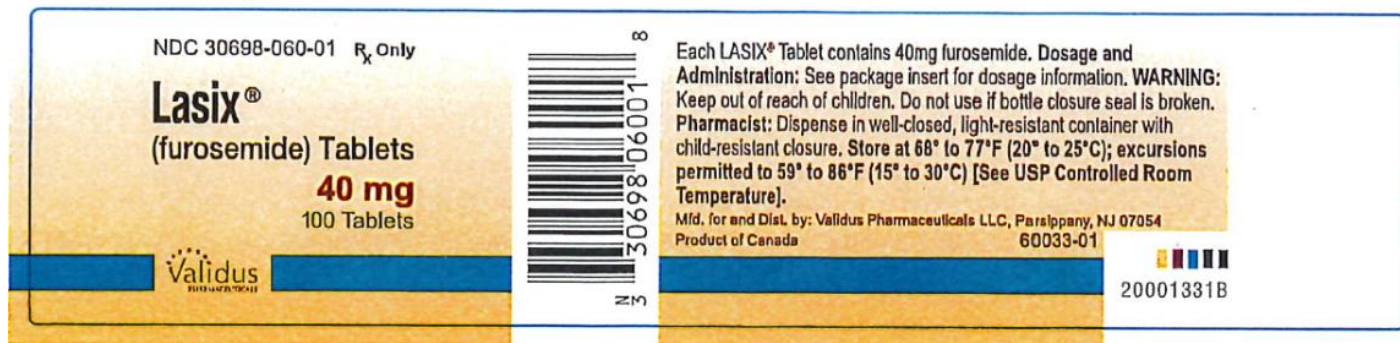 NDC 30698-060-01 Rx Only
Lasix®
(furosemide) Tablets
40 mg
100 Tablets
Validus
PHARMACEUTICALS
N
3 30698 06001 8
Each LASIX® Tablet contains 40mg furosemide. Dosage and
Administration: See package insert for dosage information. WARNING:
Keep out of reach of children. Do not use if bottle closure seal is broken.
Pharmacist: Dispense in well-closed, light-resistant container with
child-resistant closure. Store at 68° to 77°F (20° to 25°C); excursions
permitted to 59° to 86°F (15° to 30°C) [See USP Controlled Room
Temperature].
Mfd. for and Dist. by: Validus Pharmaceuticals LLC, Parsippany, NJ 07054
Product of Canada 60033-01
20001331B